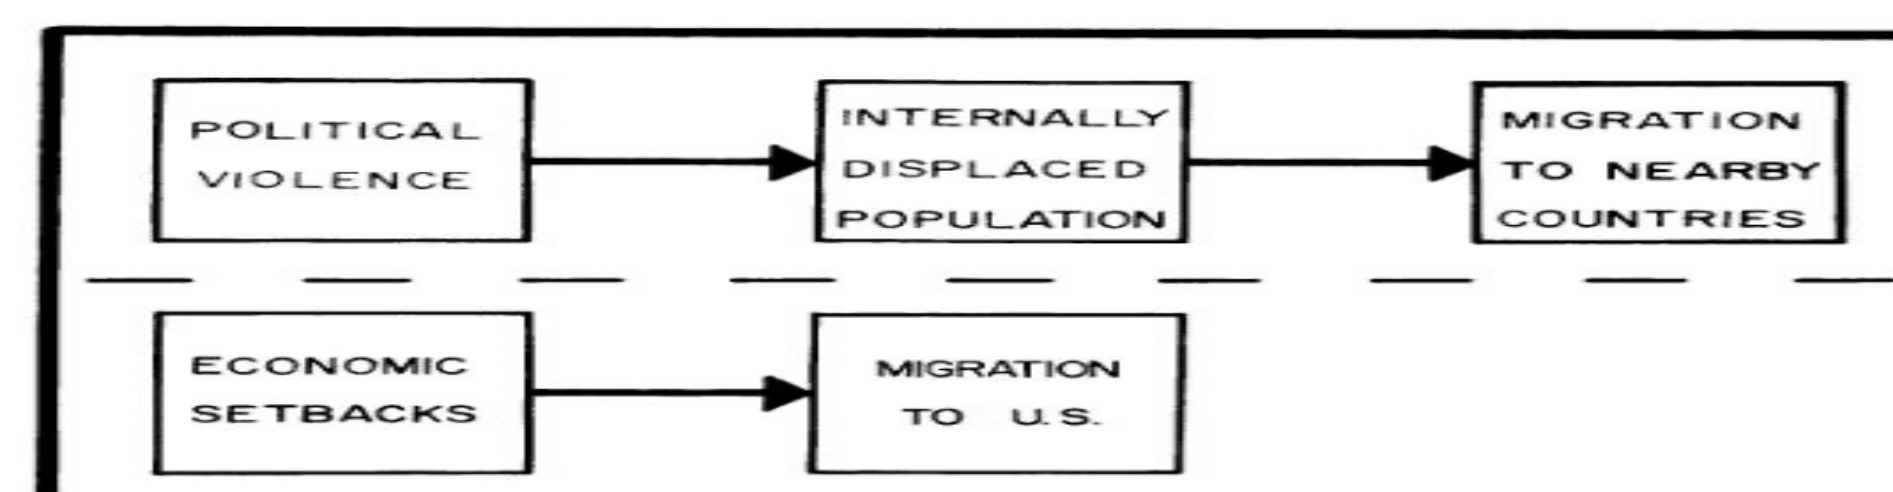 POLITICAL
VIOLENCE
INTERNALLY
DISPLACED
POPULATION
MIGRATION
TO NEARBY
COUNTRIES
ECONOMIC
SETBACKS
MIGRATION
TO U.S.